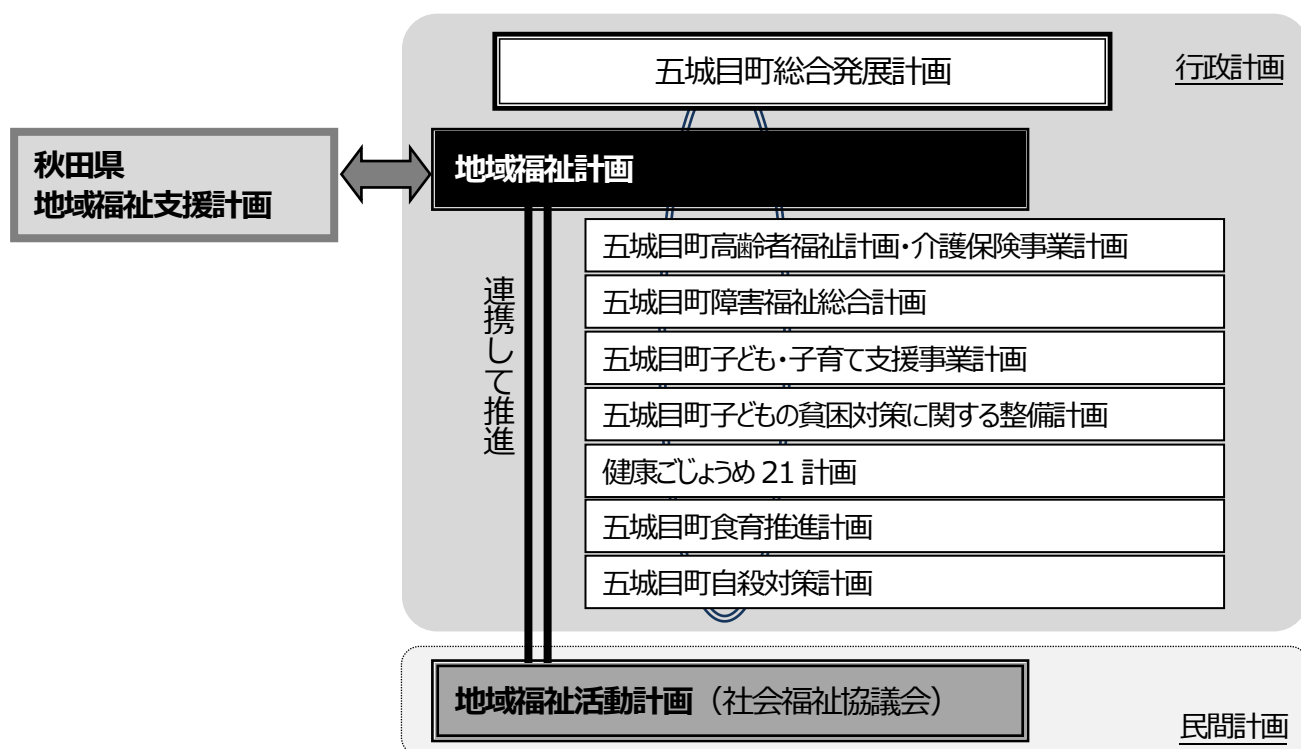 五城目町総合発展計画
行政計画
秋田県
地域福祉支援計画
地域福祉計画
五城目町高齢者福祉計画・介護保険事業計画
五城目町障害福祉総合計画
五城目町子ども・子育て支援事業計画
五城目町子どもの貧困対策に関する整備計画
健康ごじょうめ 21 計画
五城目町食育推進計画
五城目町自殺対策計画
連携して推進
地域福祉活動計画（社会福祉協議会）
民間計画